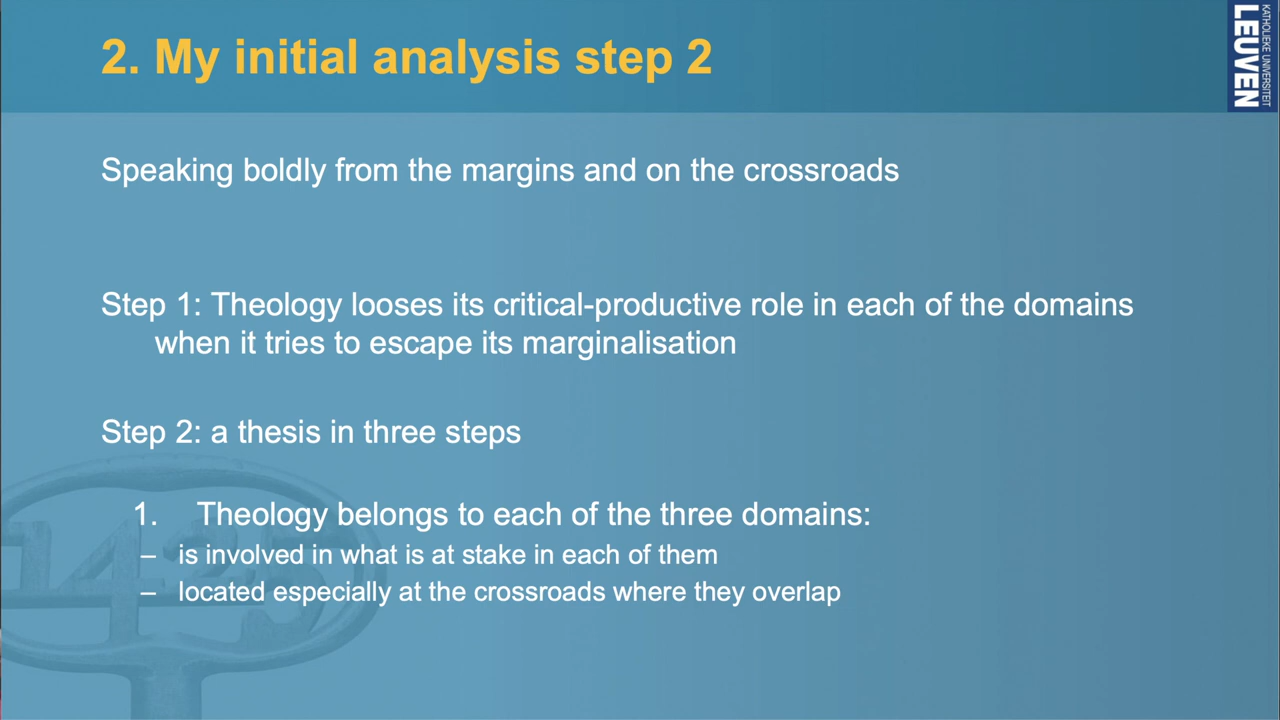 2. My initial analysis step 2
KATHOLIEKE UNIVERSITEIT
LEUVEN
Speaking boldly from the margins and on the crossroads
Step 1: Theology looses its critical-productive role in each of the domains
when it tries to escape its marginalisation
Step 2: a thesis in three steps
1. Theology belongs to each of the three domains:
– is involved in what is at stake in each of them
– located especially at the crossroads where they overlap
1425